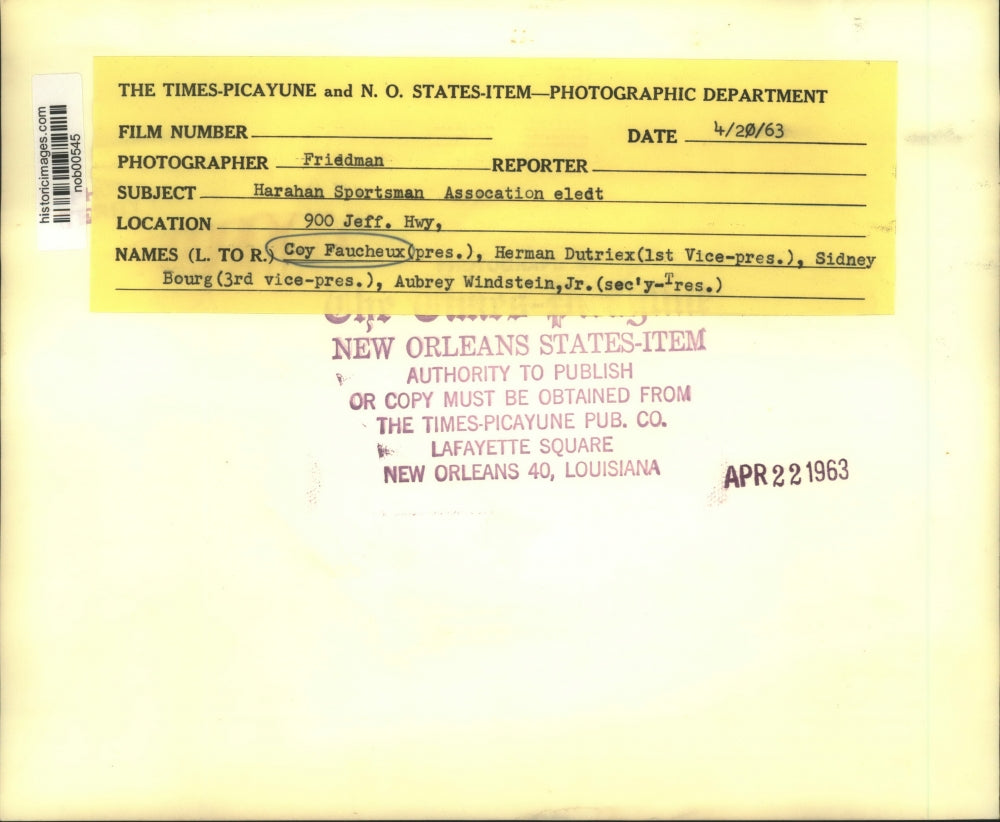 historicimages.com
nob00545
THE TIMES-PICAYUNE and N. O. STATES-ITEM—PHOTOGRAPHIC DEPARTMENT
FILM NUMBER DATE 4/20/63
PHOTOGRAPHER Friedman REPORTER
SUBJECT Harahan Sportsman Assocation eledt
LOCATION 900 Jeff. Hwy,
NAMES (L. TO R.) Coy Faucheux(pres.), Herman Dutriex(1st Vice-pres.), Sidney
Bourg(3rd vice-pres.), Aubrey Windstein,Jr.(sec'y-Tres.)
The Times-Picayune
NEW ORLEANS STATES-ITEM
AUTHORITY TO PUBLISH
OR COPY MUST BE OBTAINED FROM
THE TIMES-PICAYUNE PUB. CO.
LAFAYETTE SQUARE
NEW ORLEANS 40, LOUISIANA
APR 22 1963